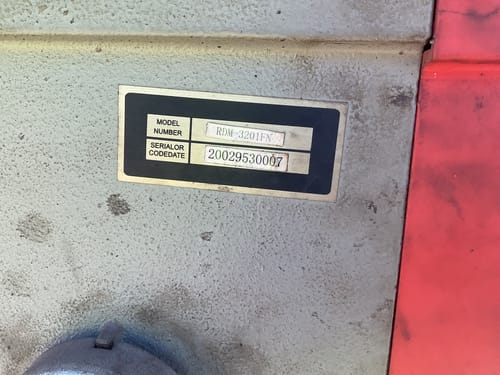 MODEL
NUMBER
RDM-3201FN
SERIALOR
CODEDATE
20029530007